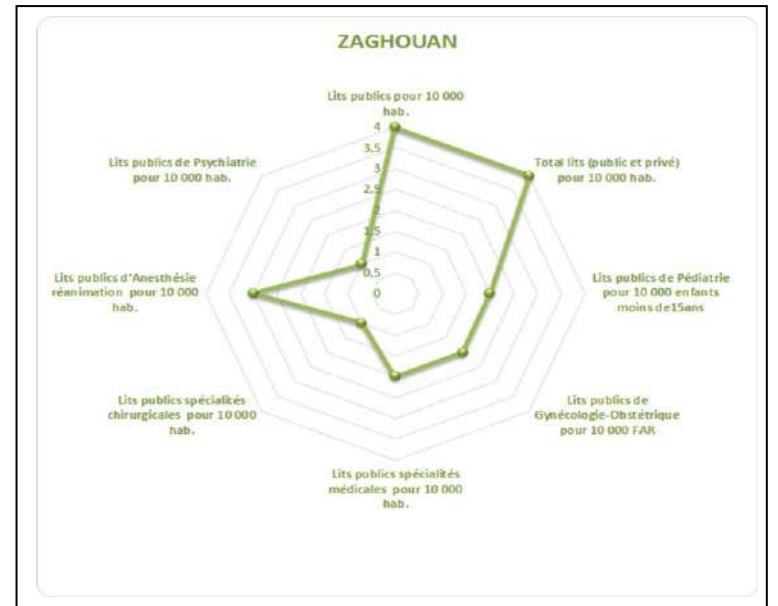 ZAGHOUAN
Lits publics pour 10 000
hab.
4
3,5
3
2,5
2
1,5
1
0,5
0
Total lits (public et privé)
pour 10 000 hab.
Lits publics de Pédiatrie
pour 10 000 enfants
moins de15ans
Lits publics de
Gynécologie-Obstétrique
pour 10 000 FAR
Lits publics spécialités
médicales pour 10 000
hab.
Lits publics spécialités
chirurgicales pour 10 000
hab.
Lits publics d'Anesthésie
réanimation pour 10 000
hab.
Lits publics de Psychiatrie
pour 10 000 hab.